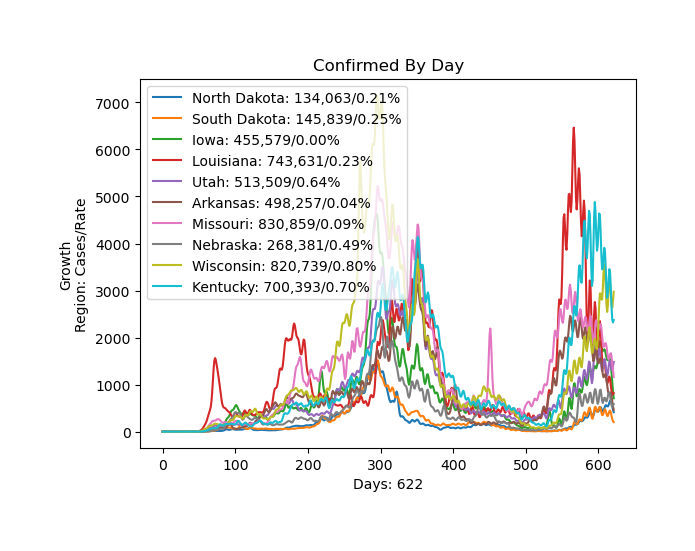 Confirmed By Day
Growth
Region: Cases/Rate
7000
6000
5000
4000
3000
2000
1000
0
North Dakota: 134,063/0.21%
South Dakota: 145,839/0.25%
Iowa: 455,579/0.00%
Louisiana: 743,631/0.23%
Utah: 513,509/0.64%
Arkansas: 498,257/0.04%
Missouri: 830,859/0.09%
Nebraska: 268,381/0.49%
Wisconsin: 820,739/0.80%
Kentucky: 700,393/0.70%
0 100 200 300 400 500 600
Days: 622